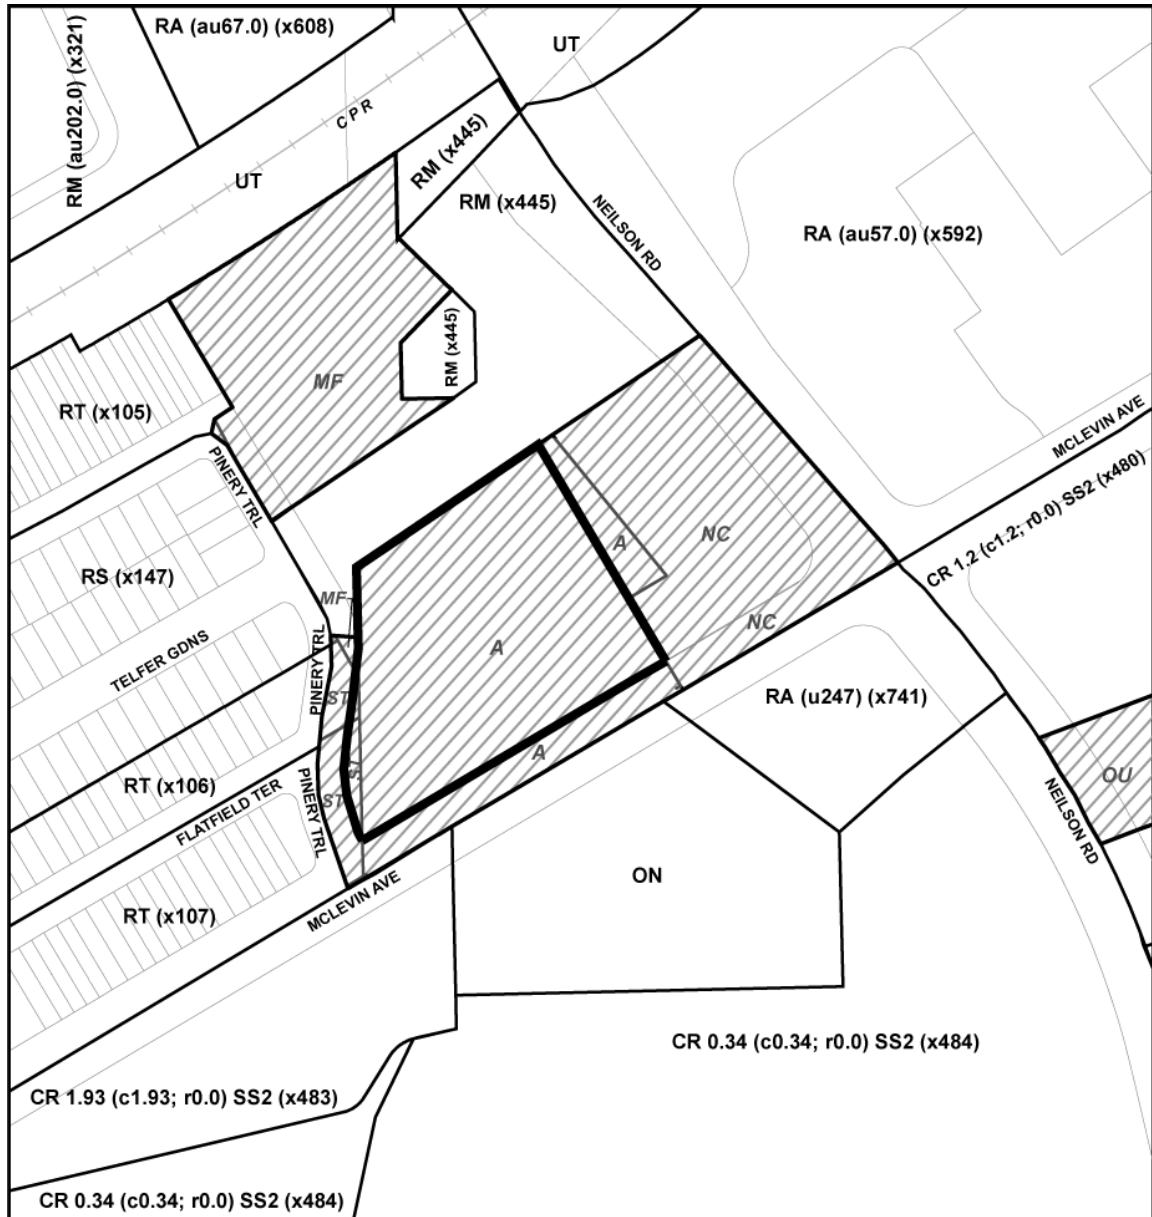 RA (au67.0) (x608)
UT
RM (au202.0) (x321)
CPR
RM (x445)
UT
RM (x445)
NEILSON RD
RA (au57.0) (x592)
RM (x445)
MF
RT (x105)
MCLEVIN AVE
PINERY TRL
CR 1.2 (c1.2; r0.0) SS2 (x480)
NC
A
RS (x147)
MF
NC
A
TELFER GDNS
PINERY TRL
ST
RA (u247) (x741)
A
ST
OU
RT (x106)
PINERY TRL
ST
FLATFIELD TER
NEILSON RD
ON
MCLEVIN AVE
RT (x107)
CR 0.34 (c0.34; r0.0) SS2 (x484)
CR 1.93 (c1.93; r0.0) SS2 (x483)
CR 0.34 (c0.34; r0.0) SS2 (x484)